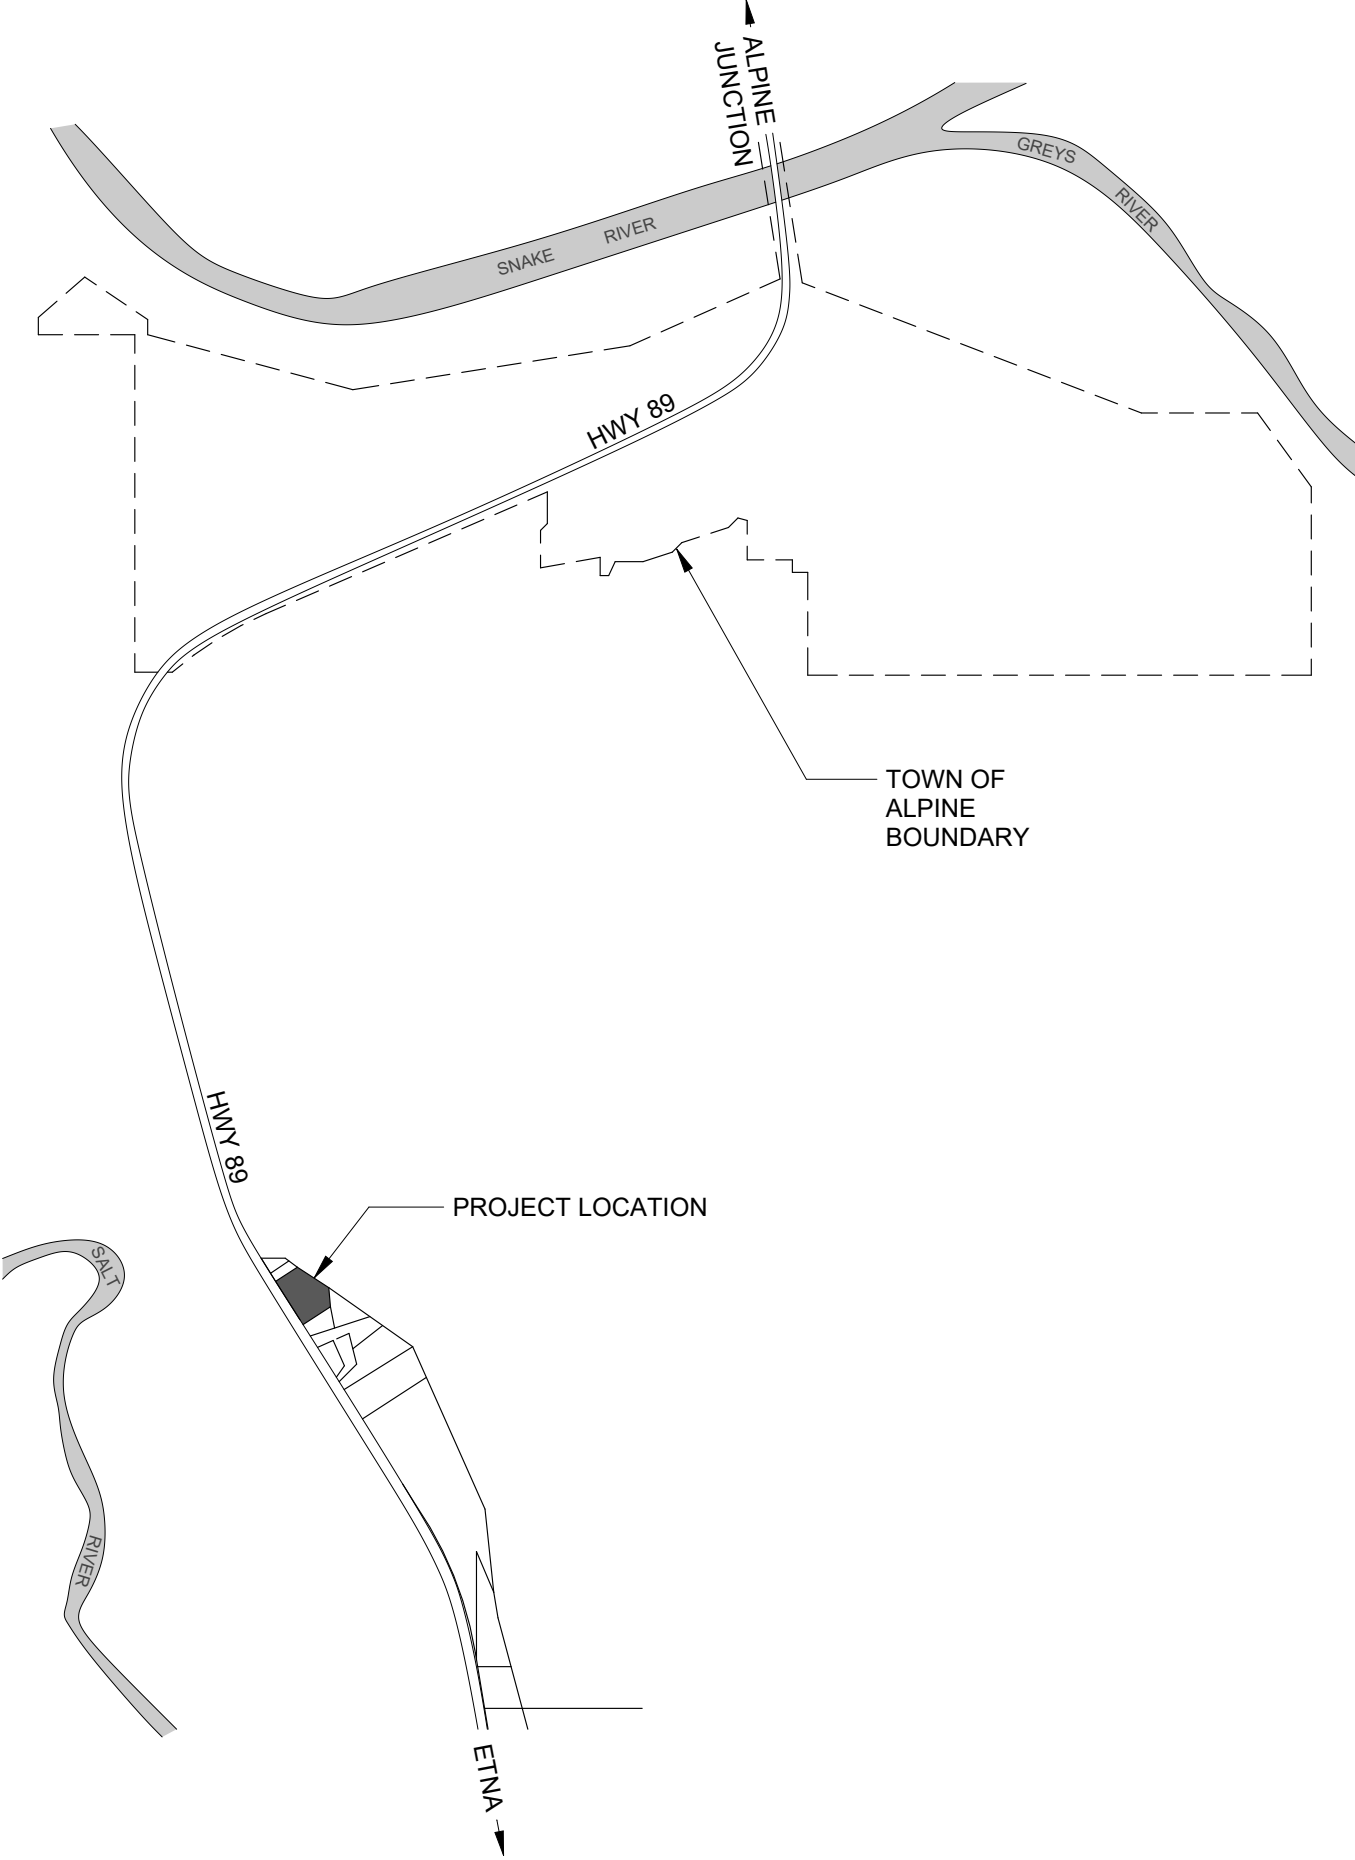 ALPINE
JUNCTION
GREYS
RIVER
SNAKE
RIVER
HWY 89
TOWN OF
ALPINE
BOUNDARY
HWY 89
PROJECT LOCATION
SALT
RIVER
ETNA